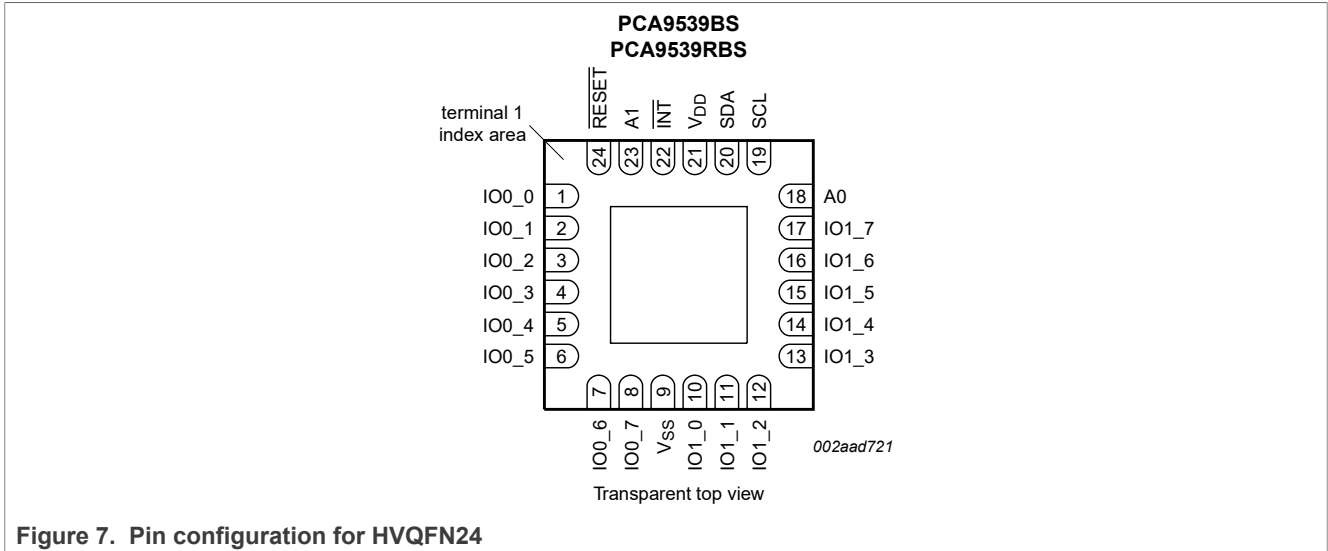 PCA9539BS
PCA9539RBS
terminal 1
index area
RESET
A1
INT
VDD
SDA
SCL
24
23
22
21
20
19
IO0_0 1
IO0_1 2
IO0_2 3
IO0_3 4
IO0_4 5
IO0_5 6
18 A0
17 IO1_7
16 IO1_6
15 IO1_5
14 IO1_4
13 IO1_3
7
8
9
10
11
12
IO0_6
IO0_7
VSS
IO1_0
IO1_1
IO1_2
002aad721
Transparent top view
Figure 7. Pin configuration for HVQFN24